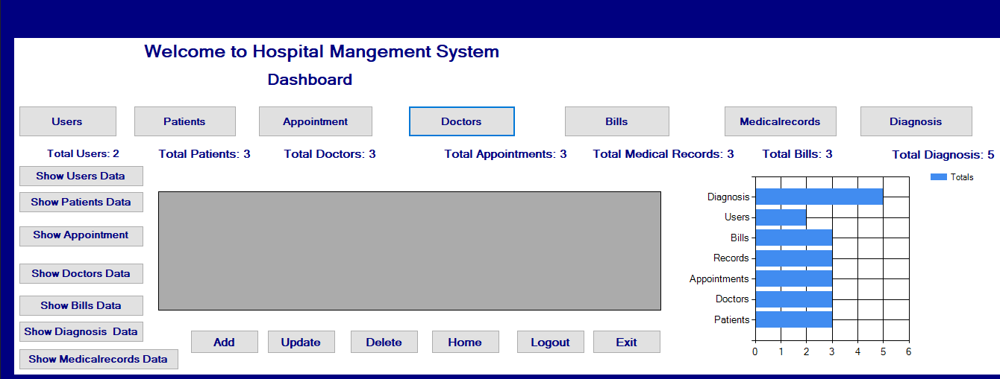 Welcome to Hospital Mangement System
Dashboard
Users Patients Appointment Doctors Bills Medicalrecords Diagnosis
Total Users: 2 Total Patients: 3 Total Doctors: 3 Total Appointments: 3 Total Medical Records: 3 Total Bills: 3 Total Diagnosis: 5
Show Users Data
Show Patients Data
Show Appointment
Show Doctors Data
Show Bills Data
Show Diagnosis Data
Show Medicalrecords Data
Add Update Delete Home Logout Exit
Totals
Diagnosis
Users
Bills
Records
Appointments
Doctors
Patients
0 1 2 3 4 5 6